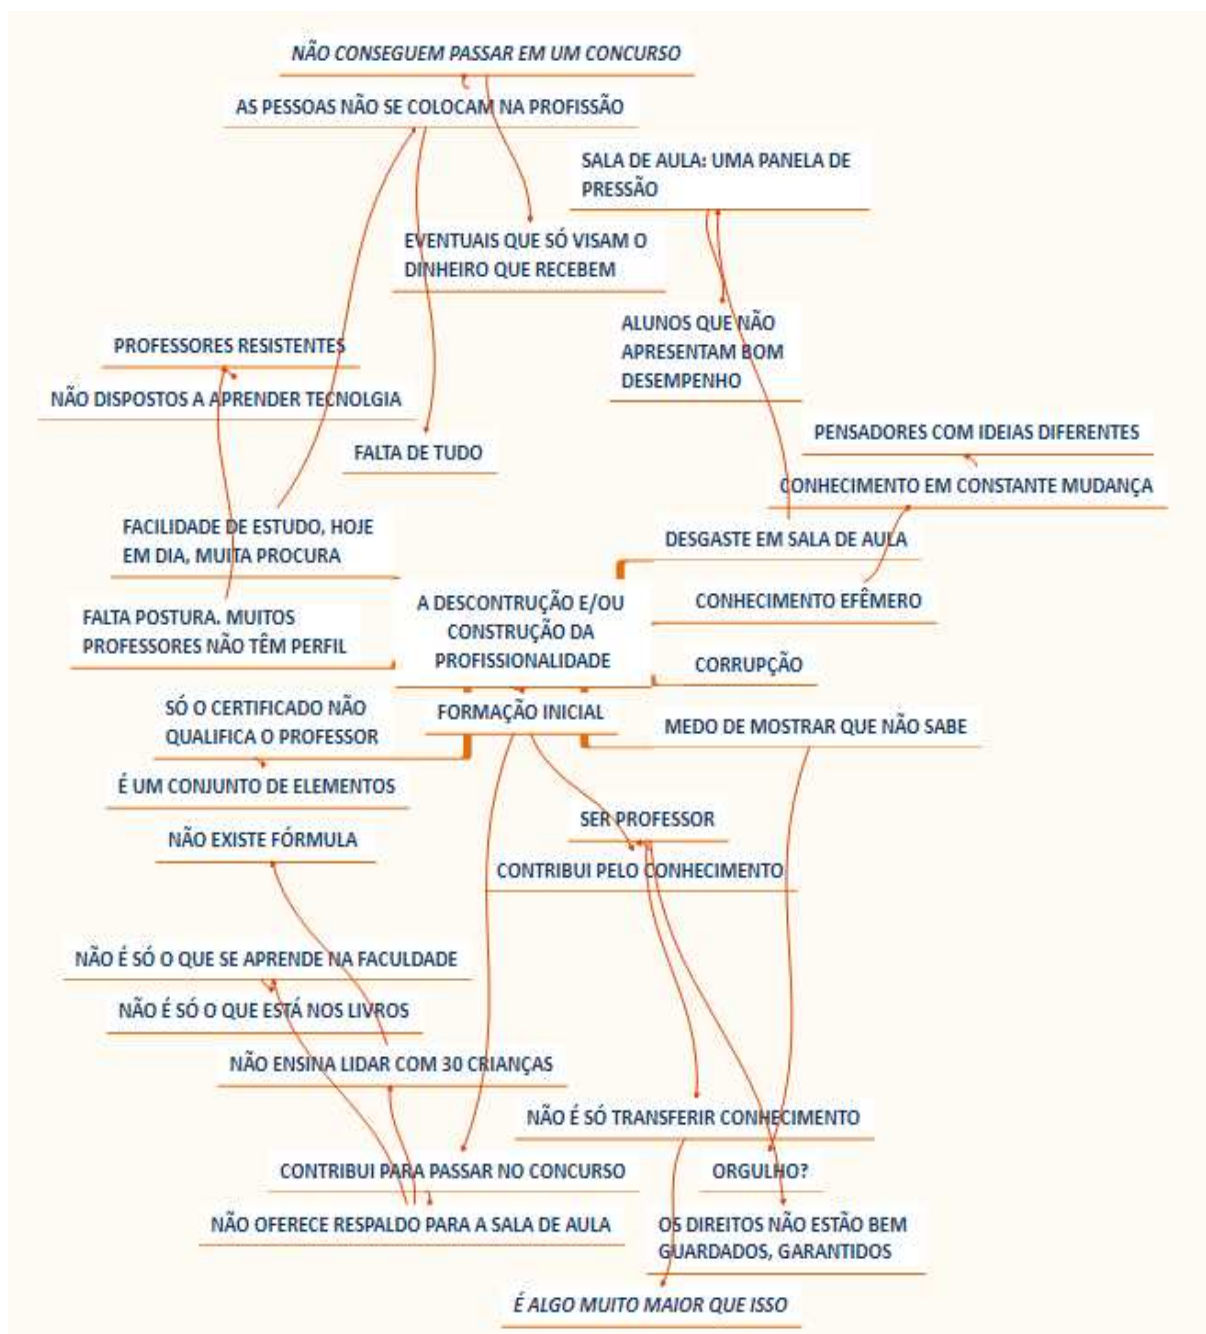 NÃO CONSEGUEM PASSAR EM UM CONCURSO
AS PESSOAS NÃO SE COLOCAM NA PROFISSÃO
SALA DE AULA: UMA PANELA DE
PRESSÃO
EVENTUAIS QUE SÓ VISAM O
DINHEIRO QUE RECEBEM
ALUNOS QUE NÃO
APRESENTAM BOM
DESEMPENHO
PROFESSORES RESISTENTES
NÃO DISPOSTOS A APRENDER TECNOLGIA
PENSADORES COM IDEIAS DIFERENTES
FALTA DE TUDO
CONHECIMENTO EM CONSTANTE MUDANÇA
FACILIDADE DE ESTUDO, HOJE
EM DIA, MUITA PROCURA
DESGASTE EM SALA DE AULA
A DESCONTRUÇÃO E/OU
CONSTRUÇÃO DA
PROFISSIONALIDADE
CONHECIMENTO EFÊMERO
FALTA POSTURA. MUITOS
PROFESSORES NÃO TÊM PERFIL
CORRUPÇÃO
SÓ O CERTIFICADO NÃO
QUALIFICA O PROFESSOR
FORMAÇÃO INICIAL
MEDO DE MOSTRAR QUE NÃO SABE
É UM CONJUNTO DE ELEMENTOS
SER PROFESSOR
NÃO EXISTE FÓRMULA
CONTRIBUI PELO CONHECIMENTO
NÃO É SÓ O QUE SE APRENDE NA FACULDADE
NÃO É SÓ O QUE ESTÁ NOS LIVROS
NÃO ENSINA LIDAR COM 30 CRIANÇAS
NÃO É SÓ TRANSFERIR CONHECIMENTO
CONTRIBUI PARA PASSAR NO CONCURSO
ORGULHO?
NÃO OFERECE RESPALDO PARA A SALA DE AULA
OS DIREITOS NÃO ESTÃO BEM
GUARDADOS, GARANTIDOS
É ALGO MUITO MAIOR QUE ISSO